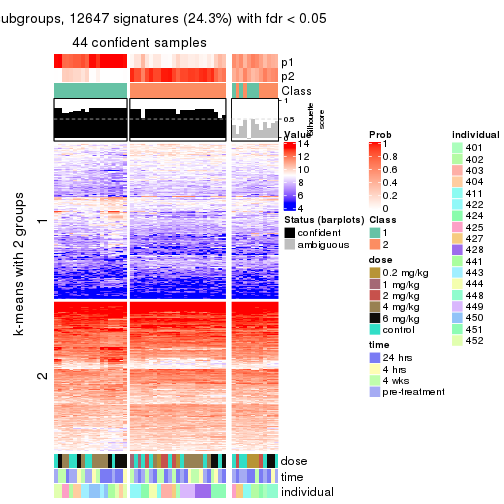 ubgroups, 12647 signatures (24.3%) with fdr < 0.05
44 confident samples
p1
p2
Class
1
0.5
0
Silhouette
score
k-means with 2 groups
1
2
dose
time
individual
Value
14
12
10
8
6
4
Status (barplots)
confident
ambiguous
Prob
1
0.8
0.6
0.4
0.2
0
Class
1
2
dose
0.2 mg/kg
1 mg/kg
2 mg/kg
4 mg/kg
6 mg/kg
control
time
24 hrs
4 hrs
4 wks
pre-treatment
individual
401
402
403
404
411
422
424
425
427
428
441
443
444
448
449
450
451
452